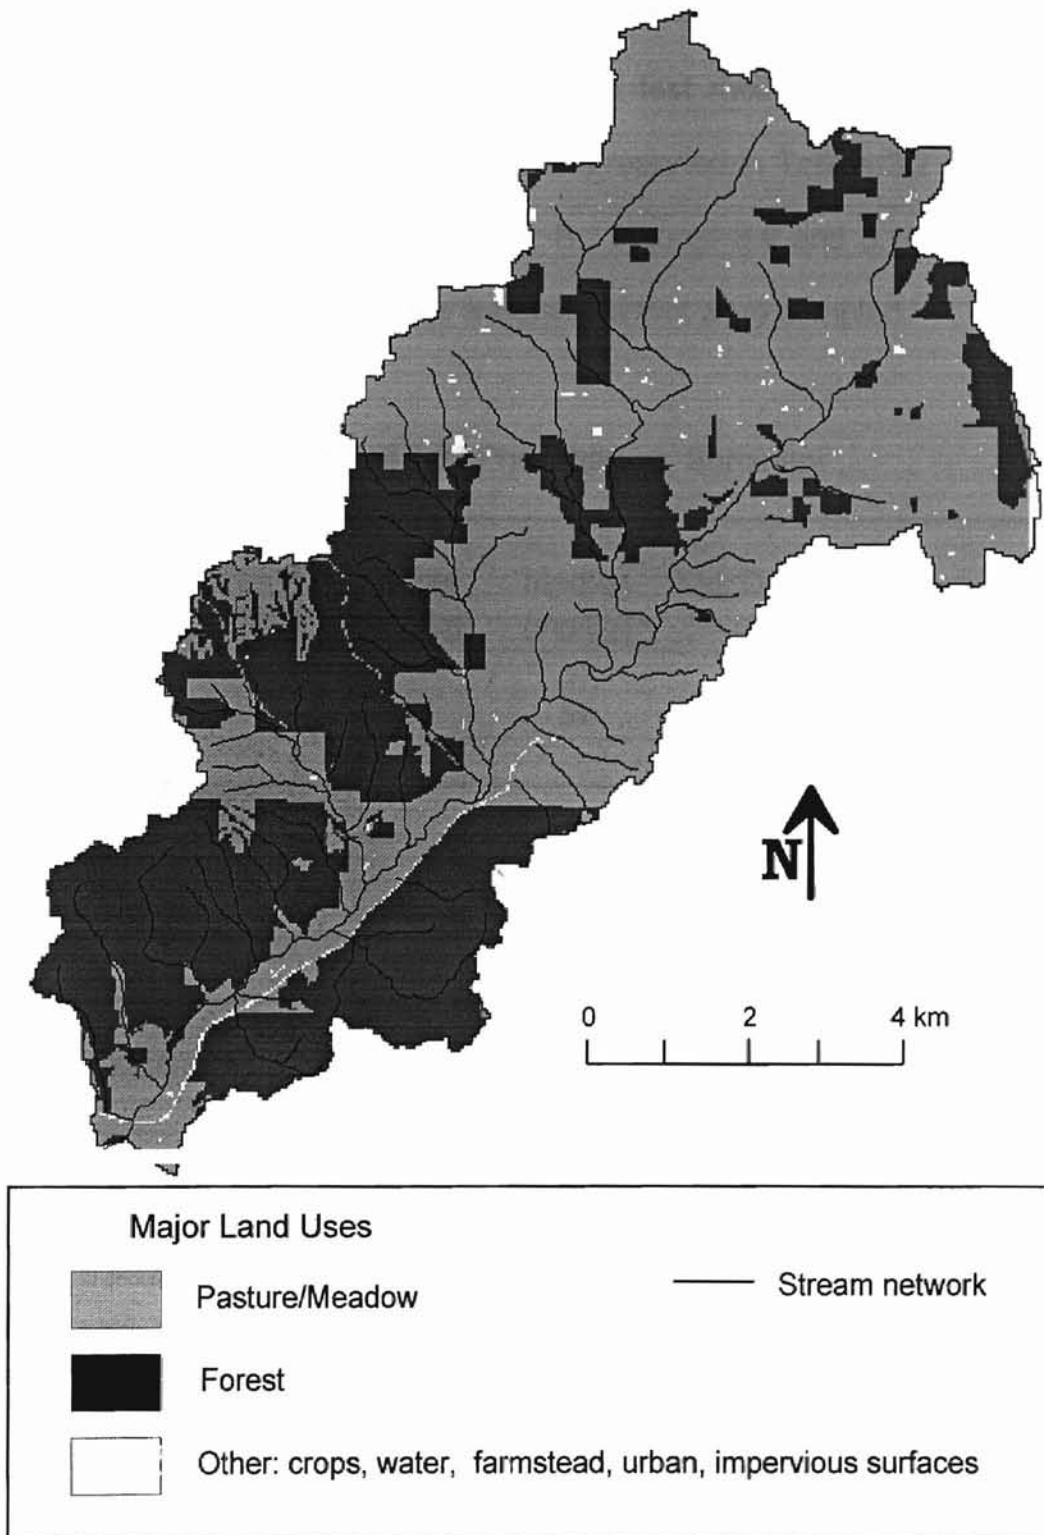 N
0 2 4 km
Major Land Uses
Pasture/Meadow
Stream network
Forest
Other: crops, water, farmstead, urban, impervious surfaces